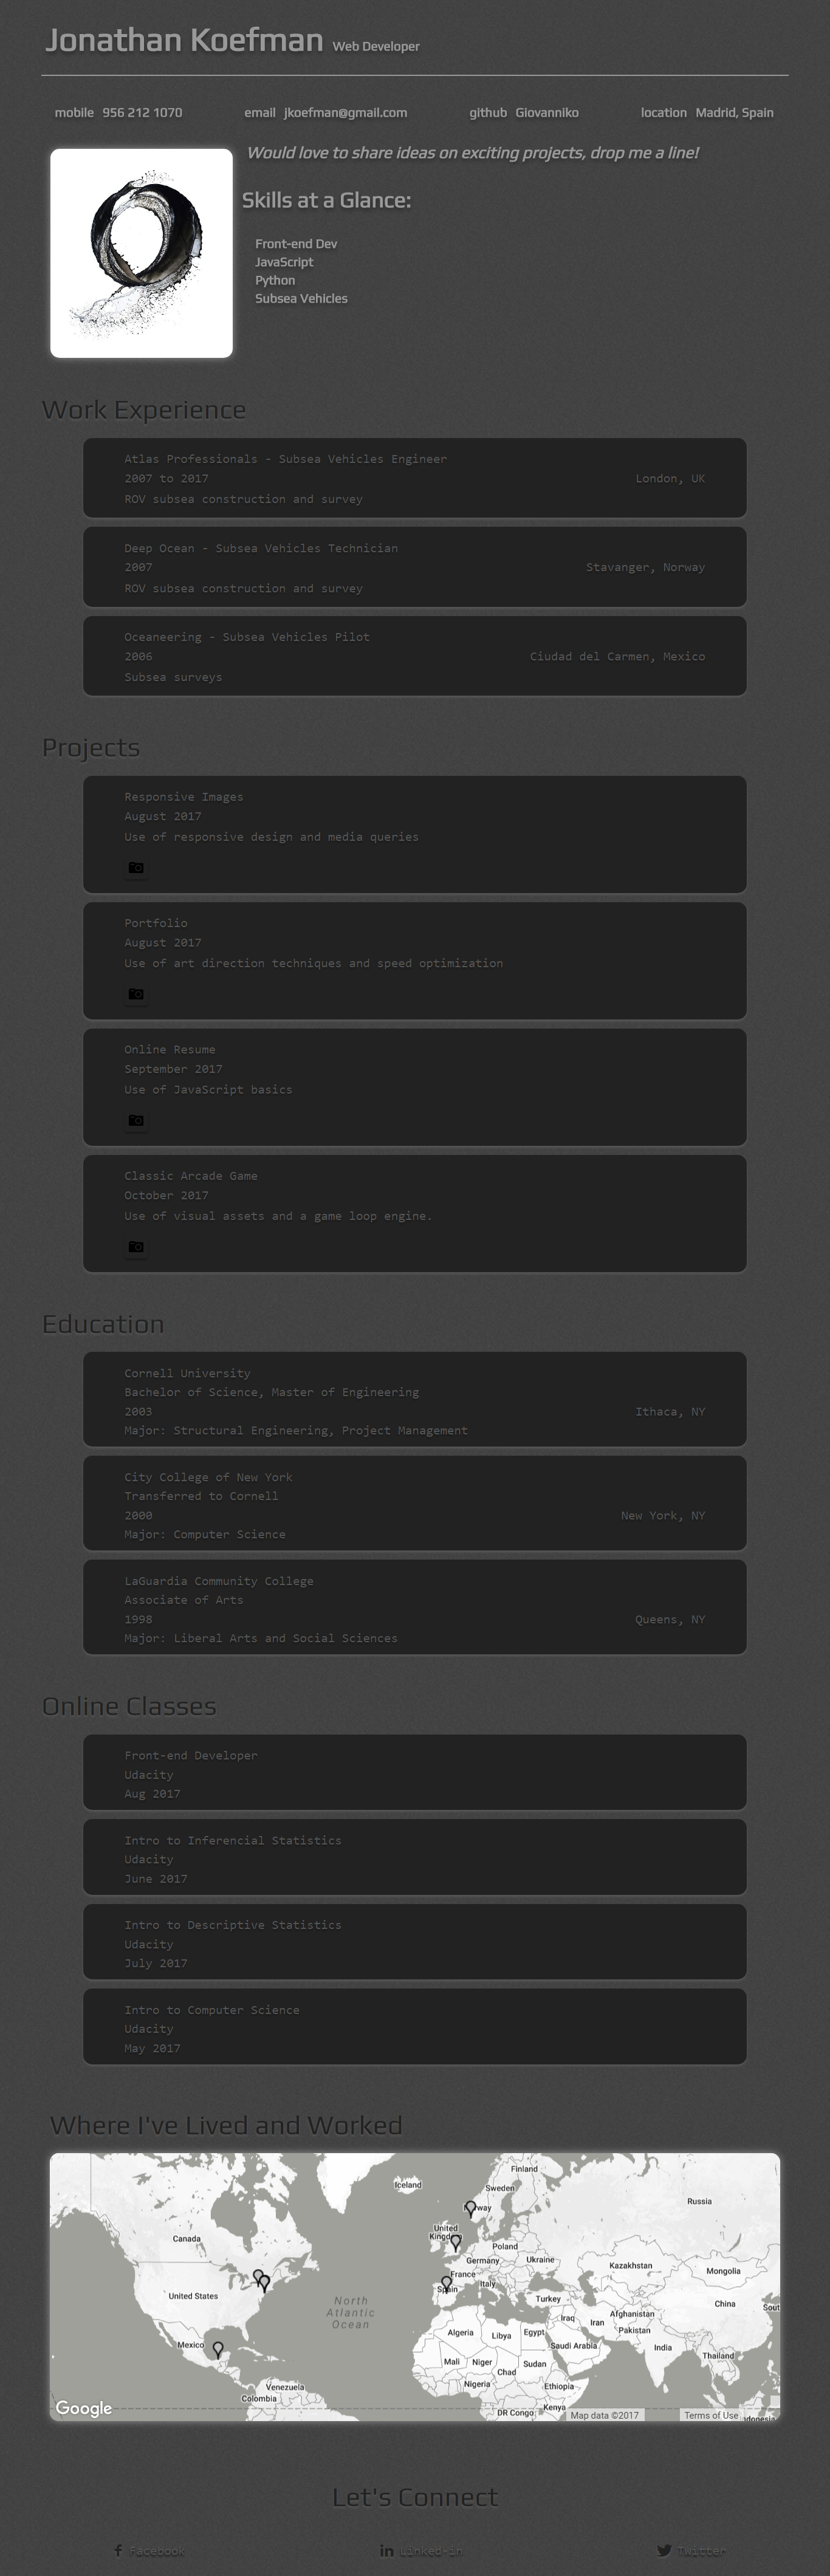 Jonathan Koefman Web Developer
mobile 956 212 1070 email jkoefman@gmail.com github Giovanniko location Madrid, Spain
Would love to share ideas on exciting projects, drop me a line!
Skills at a Glance:
Front-end Dev
JavaScript
Python
Subsea Vehicles
Work Experience
Atlas Professionals - Subsea Vehicles Engineer
2007 to 2017 London, UK
ROV subsea construction and survey
Deep Ocean - Subsea Vehicles Technician
2007 Stavanger, Norway
ROV subsea construction and survey
Oceaneering - Subsea Vehicles Pilot
2006 Ciudad del Carmen, Mexico
Subsea surveys
Projects
Responsive Images
August 2017
Use of responsive design and media queries
Portfolio
August 2017
Use of art direction techniques and speed optimization
Online Resume
September 2017
Use of JavaScript basics
Classic Arcade Game
October 2017
Use of visual assets and a game loop engine.
Education
Cornell University
Bachelor of Science, Master of Engineering
2003 Ithaca, NY
Major: Structural Engineering, Project Management
City College of New York
Transferred to Cornell
2000 New York, NY
Major: Computer Science
LaGuardia Community College
Associate of Arts
1998 Queens, NY
Major: Liberal Arts and Social Sciences
Online Classes
Front-end Developer
Udacity
Aug 2017
Intro to Inferencial Statistics
Udacity
June 2017
Intro to Descriptive Statistics
Udacity
July 2017
Intro to Computer Science
Udacity
May 2017
Where I've Lived and Worked
Finland
Iceland
Sweden
Russia
Norway
Canada
United
Kingdom
Poland
Germany
Ukraine
Kazakhstan
Mongolia
France
Spain
Italy
United States
North
Atlantic
Ocean
Turkey
China
South
Afghanistan
Iraq
Iran
Pakistan
Algeria
Libya
Egypt
Saudi Arabia
India
Mexico
Thailand
Mali
Niger
Chad
Sudan
Nigeria
Ethiopia
Venezuela
Colombia
Kenya
DR Congo
Google
Map data ©2017 Terms of Use
Indonesia
Let's Connect
Facebook Linked-in Twitter